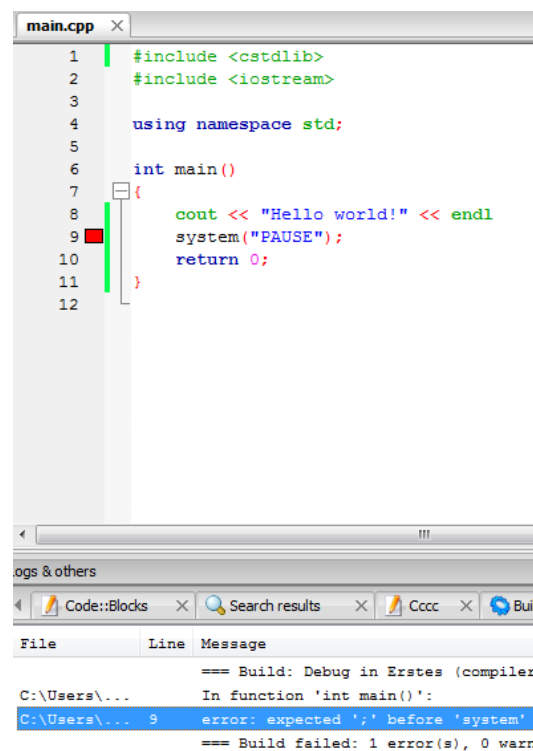 main.cpp
1 #include <cstdlib>
2 #include <iostream>
3
4 using namespace std;
5
6 int main()
7 {
8 cout << "Hello world!" << endl
9 system("PAUSE");
10 return 0;
11 }
12
ogs & others
Code::Blocks Search results Cccc Bui
File Line Message
=== Build: Debug in Erstes (compiler
C:\Users\... In function 'int main()':
C:\Users\... 9 error: expected ';' before 'system'
=== Build failed: 1 error(s), 0 warn